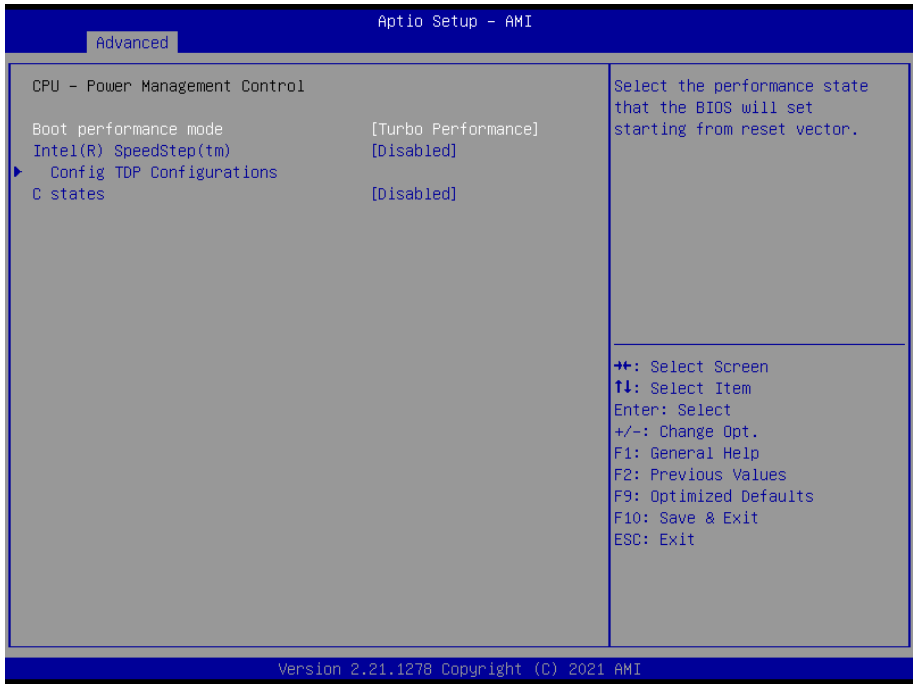 Aptio Setup – AMI
Advanced
CPU – Power Management Control
Boot performance mode [Turbo Performance]
Intel(R) SpeedStep(tm) [Disabled]
Config TDP Configurations
C states [Disabled]
Select the performance state
that the BIOS will set
starting from reset vector.
→←: Select Screen
↑↓: Select Item
Enter: Select
+/–: Change Opt.
F1: General Help
F2: Previous Values
F9: Optimized Defaults
F10: Save & Exit
ESC: Exit
Version 2.21.1278 Copyright (C) 2021 AMI